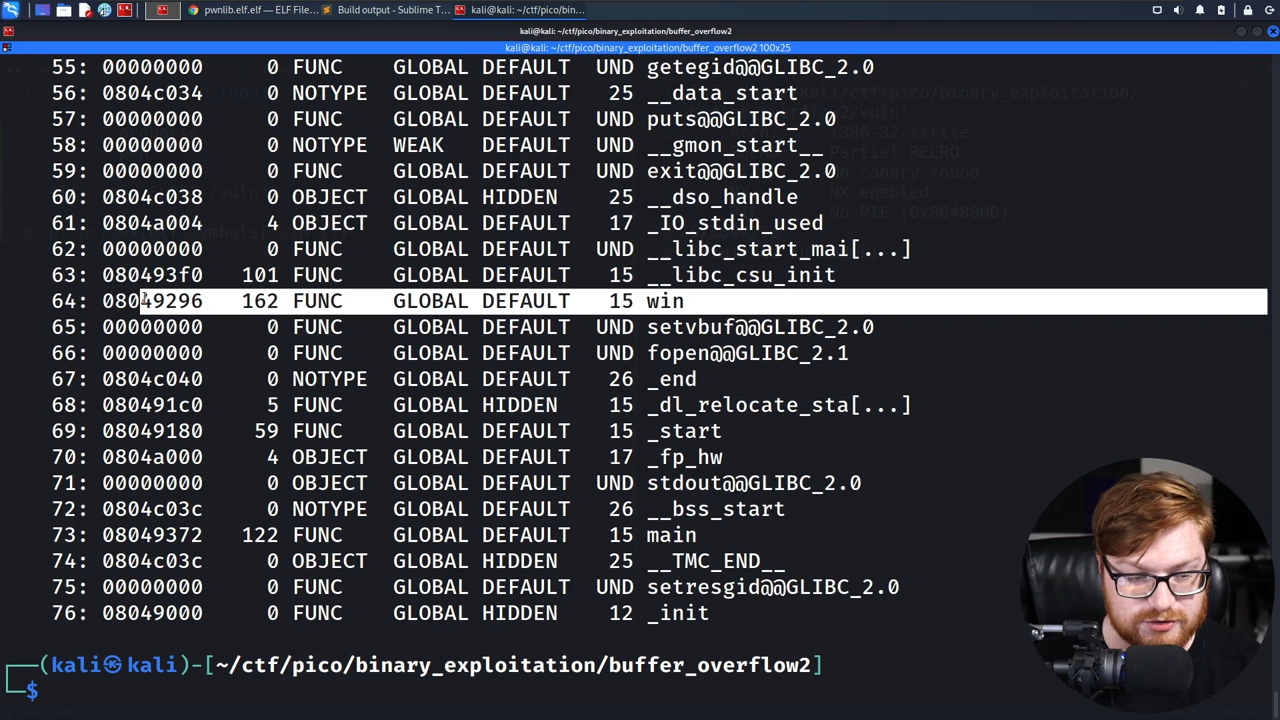 pwnlib.elf.elf — ELF File...
Build output - Sublime T...
kali@kali: ~/ctf/pico/bin...
kali@kali: ~/ctf/pico/binary_exploitation/buffer_overflow2
kali@kali: ~/ctf/pico/binary_exploitation/buffer_overflow2 100x25
55: 00000000 0 FUNC GLOBAL DEFAULT UND getegid@@GLIBC_2.0
56: 0804c034 0 NOTYPE GLOBAL DEFAULT 25 __data_start
57: 00000000 0 FUNC GLOBAL DEFAULT UND puts@@GLIBC_2.0
58: 00000000 0 NOTYPE WEAK DEFAULT UND __gmon_start__
59: 00000000 0 FUNC GLOBAL DEFAULT UND exit@@GLIBC_2.0
60: 0804c038 0 OBJECT GLOBAL HIDDEN 25 __dso_handle
61: 0804a004 4 OBJECT GLOBAL DEFAULT 17 _IO_stdin_used
62: 00000000 0 FUNC GLOBAL DEFAULT UND __libc_start_mai[...]
63: 080493f0 101 FUNC GLOBAL DEFAULT 15 __libc_csu_init
64: 08049296 162 FUNC GLOBAL DEFAULT 15 win
65: 00000000 0 FUNC GLOBAL DEFAULT UND setvbuf@@GLIBC_2.0
66: 00000000 0 FUNC GLOBAL DEFAULT UND fopen@@GLIBC_2.1
67: 0804c040 0 NOTYPE GLOBAL DEFAULT 26 _end
68: 080491c0 5 FUNC GLOBAL HIDDEN 15 _dl_relocate_sta[...]
69: 08049180 59 FUNC GLOBAL DEFAULT 15 _start
70: 0804a000 4 OBJECT GLOBAL DEFAULT 17 _fp_hw
71: 00000000 0 OBJECT GLOBAL DEFAULT UND stdout@@GLIBC_2.0
72: 0804c03c 0 NOTYPE GLOBAL DEFAULT 26 __bss_start
73: 08049372 122 FUNC GLOBAL DEFAULT 15 main
74: 0804c03c 0 OBJECT GLOBAL HIDDEN 25 __TMC_END__
75: 00000000 0 FUNC GLOBAL DEFAULT UND setresgid@@GLIBC_2.0
76: 08049000 0 FUNC GLOBAL HIDDEN 12 _init
(kali㉿kali)-[~/ctf/pico/binary_exploitation/buffer_overflow2]
$